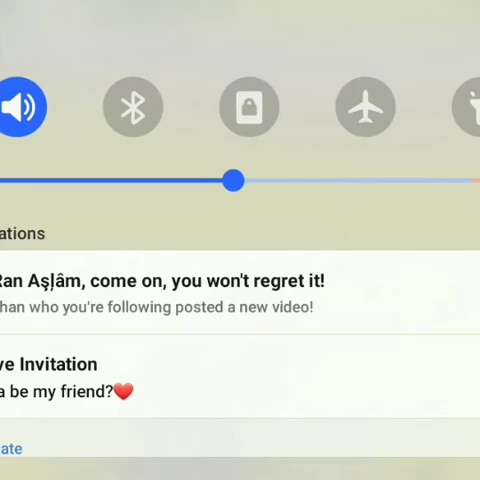 ations
Ran Aşļâm, come on, you won't regret it!
han who you're following posted a new video!
ve Invitation
a be my friend?❤️
ate